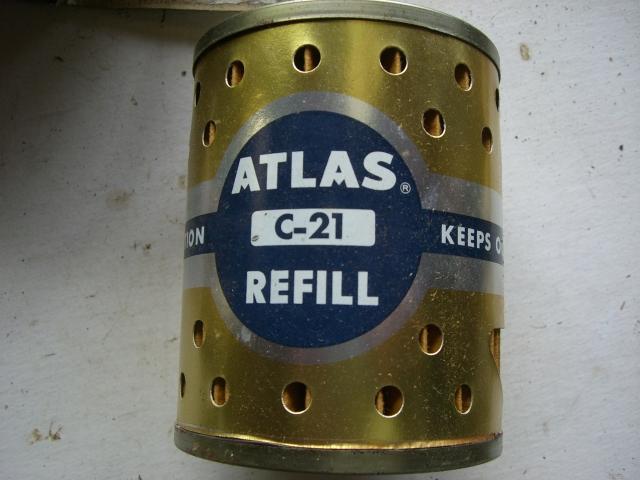 ATLAS®
C-21
REFILL
KEEPS